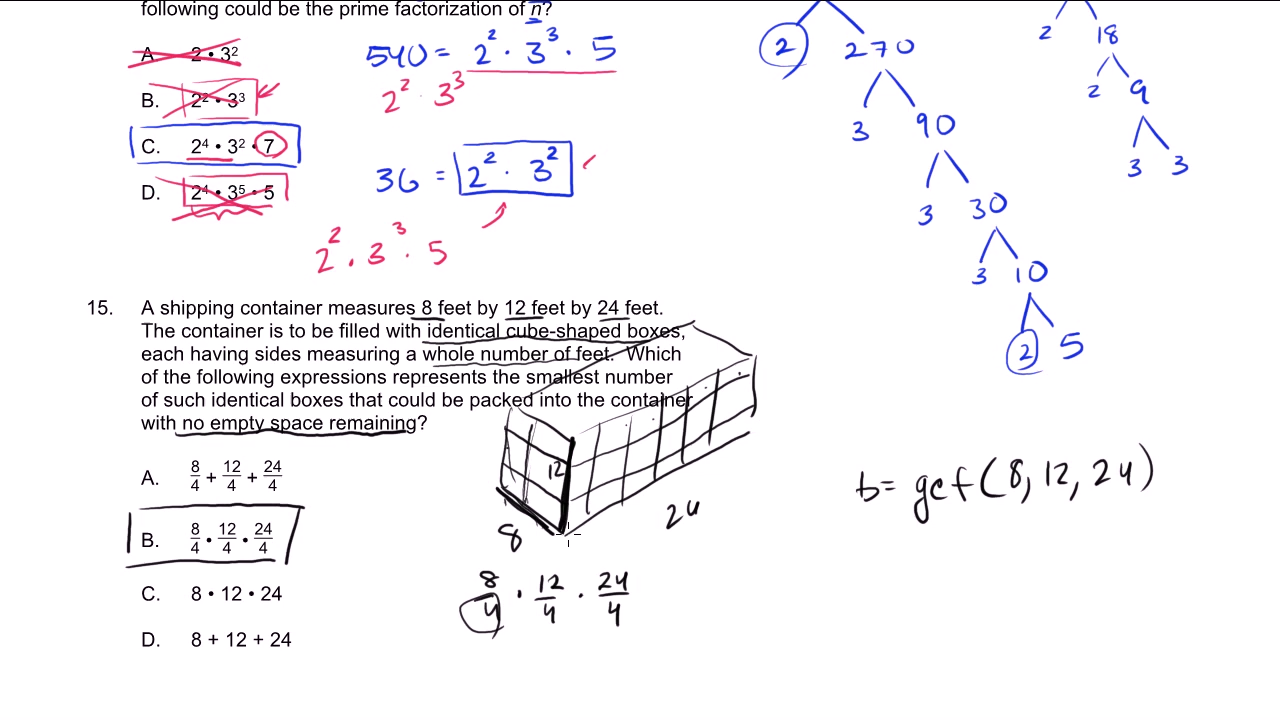 following could be the prime factorization of n?
A. 2 • 3²
B. 2² • 3³
C. 2⁴ • 3² • 7
D. 2⁴ • 3⁵ • 5
540 = 2² · 3³ · 5
2² · 3³
36 = 2² · 3²
2² · 3³ · 5
2 270
3 90
3 30
3 10
2 5
2 18
2 9
3 3
15. A shipping container measures 8 feet by 12 feet by 24 feet.
The container is to be filled with identical cube-shaped boxes,
each having sides measuring a whole number of feet. Which
of the following expressions represents the smallest number
of such identical boxes that could be packed into the container
with no empty space remaining?
A. 8/4 + 12/4 + 24/4
B. 8/4 • 12/4 • 24/4
C. 8 • 12 • 24
D. 8 + 12 + 24
12
8
24
8/4 · 12/4 · 24/4
b= gcf(8, 12, 24)